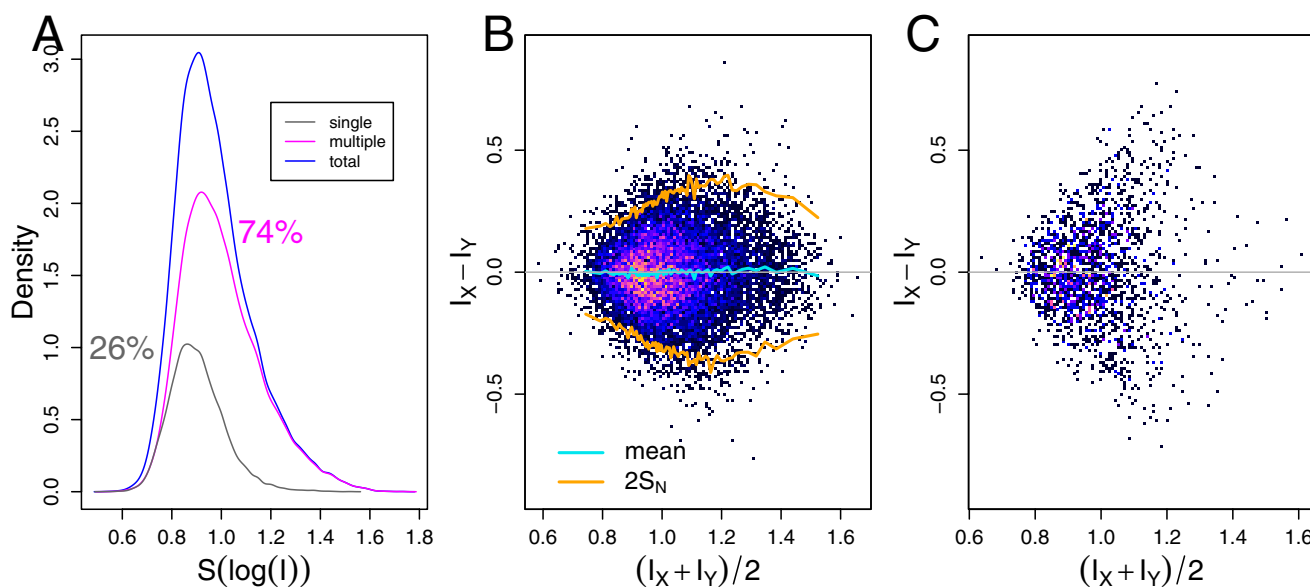 A
Density
0.0 0.5 1.0 1.5 2.0 2.5 3.0
single
multiple
total
74%
26%
0.6 0.8 1.0 1.2 1.4 1.6 1.8
S(log(I))
B
I_X − I_Y
−0.5 0.0 0.5
mean
2S_N
0.6 0.8 1.0 1.2 1.4 1.6
(I_X + I_Y)/2
C
I_X − I_Y
−0.5 0.0 0.5
0.6 0.8 1.0 1.2 1.4 1.6
(I_X + I_Y)/2